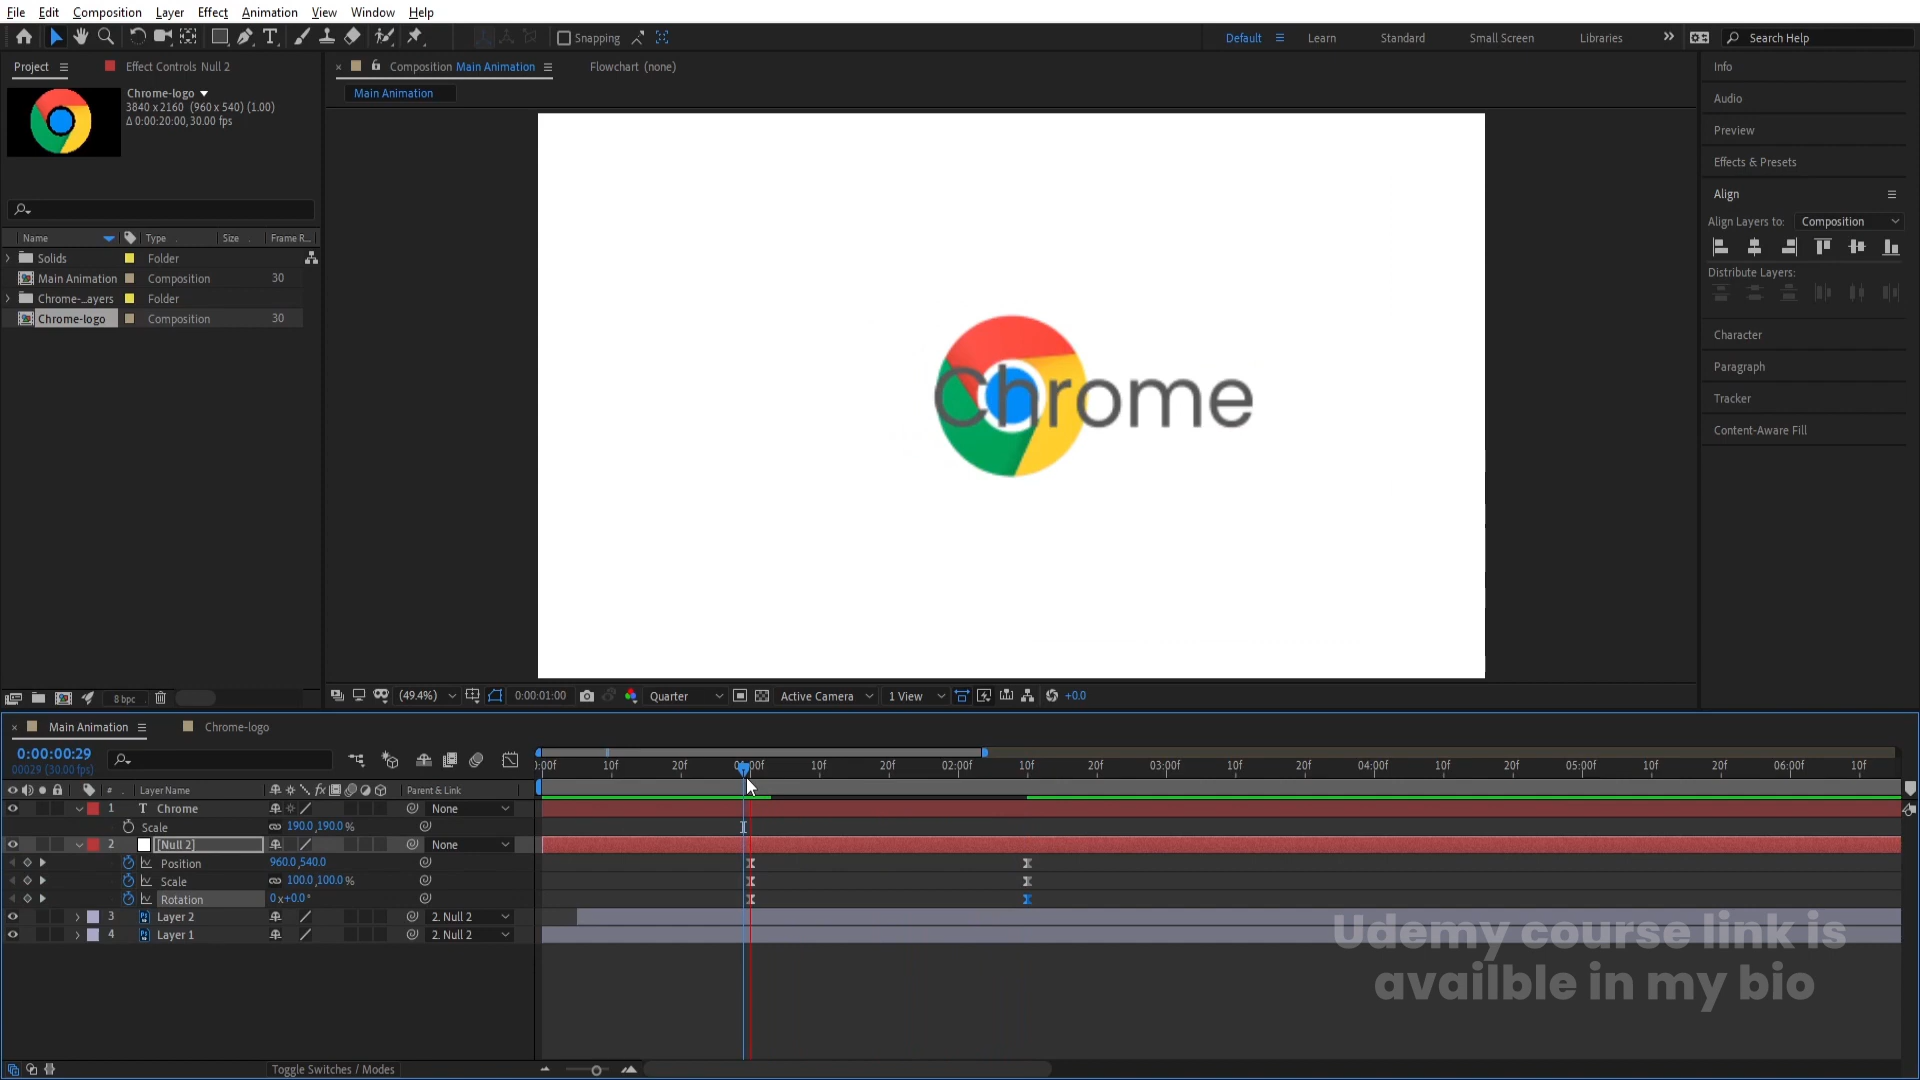 File Edit Composition Layer Effect Animation View Window Help
Snapping
Default Learn Standard Small Screen Libraries Search Help
Project Effect Controls Null 2
Composition Main Animation Flowchart (none)
Main Animation
Chrome-logo
3840 x 2160 (960 x 540) (1.00)
Δ 0:00:20:00, 30.00 fps
Name Type Size Frame R...
Solids Folder
Main Animation Composition 30
Chrome-...ayers Folder
Chrome-logo Composition 30
8 bpc
Chrome
(49.4%) 0:00:01:00 Quarter Active Camera 1 View +0.0
Info
Audio
Preview
Effects & Presets
Align
Align Layers to: Composition
Distribute Layers:
Character
Paragraph
Tracker
Content-Aware Fill
Main Animation Chrome-logo
0:00:00:29
00029 (30.00 fps)
:00f 10f 20f 01:00f 10f 20f 02:00f 10f 20f 03:00f 10f 20f 04:00f 10f 20f 05:00f 10f 20f 06:00f 10f
# Layer Name fx Parent & Link
1 T Chrome None
Scale 190.0,190.0 %
2 [Null 2] None
Position 960.0,540.0
Scale 100.0,100.0 %
Rotation 0x+0.0°
3 Ps Layer 2 2. Null 2
4 Ps Layer 1 2. Null 2
Toggle Switches / Modes
Udemy course link is
availble in my bio